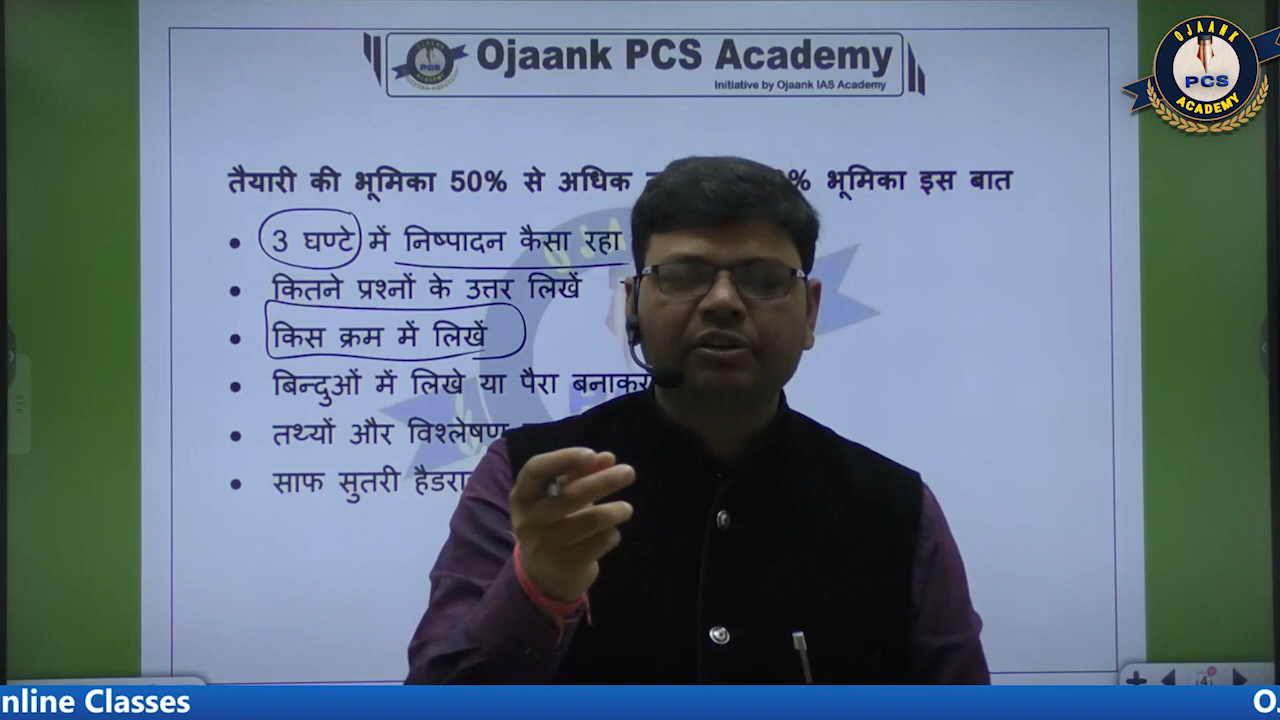 Ojaank PCS Academy
Initiative by Ojaank IAS Academy
OJAANK
PCS
ACADEMY
तैयारी की भूमिका 50% से अधिक % भूमिका इस बात
• 3 घण्टे में निष्पादन कैसा रहा
• कितने प्रश्नों के उत्तर लिखें
• किस क्रम में लिखें
• बिन्दुओं में लिखे या पैरा बनाकर
• तथ्यों और विश्लेषण
• साफ सुतरी हैडरा
nline Classes